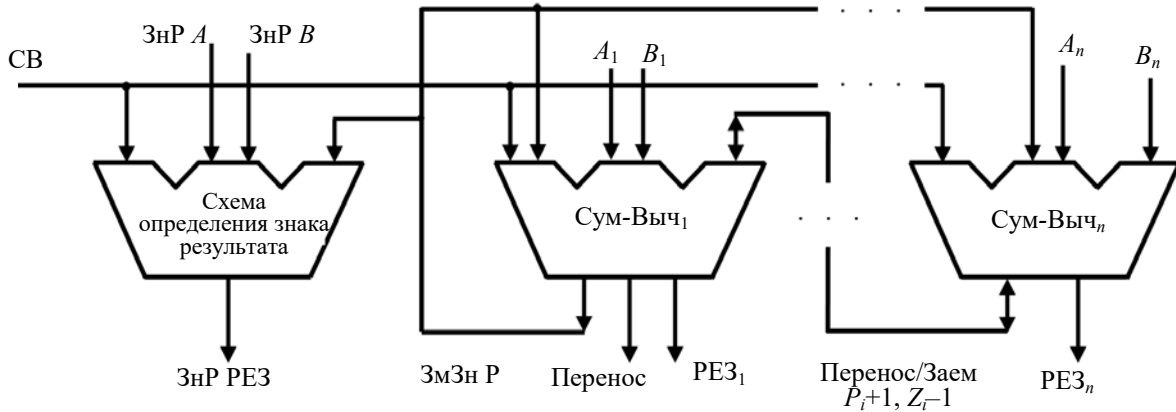 ЗнР A
ЗнР B
СВ
A1
B1
An
Bn
. . .
. . .
Схема
определения знака
результата
Сум-Выч1
. . .
Сум-Вычn
ЗнР РЕЗ
ЗмЗн Р
Перенос
РЕЗ1
Перенос/Заем
Pi+1, Zi–1
РЕЗn